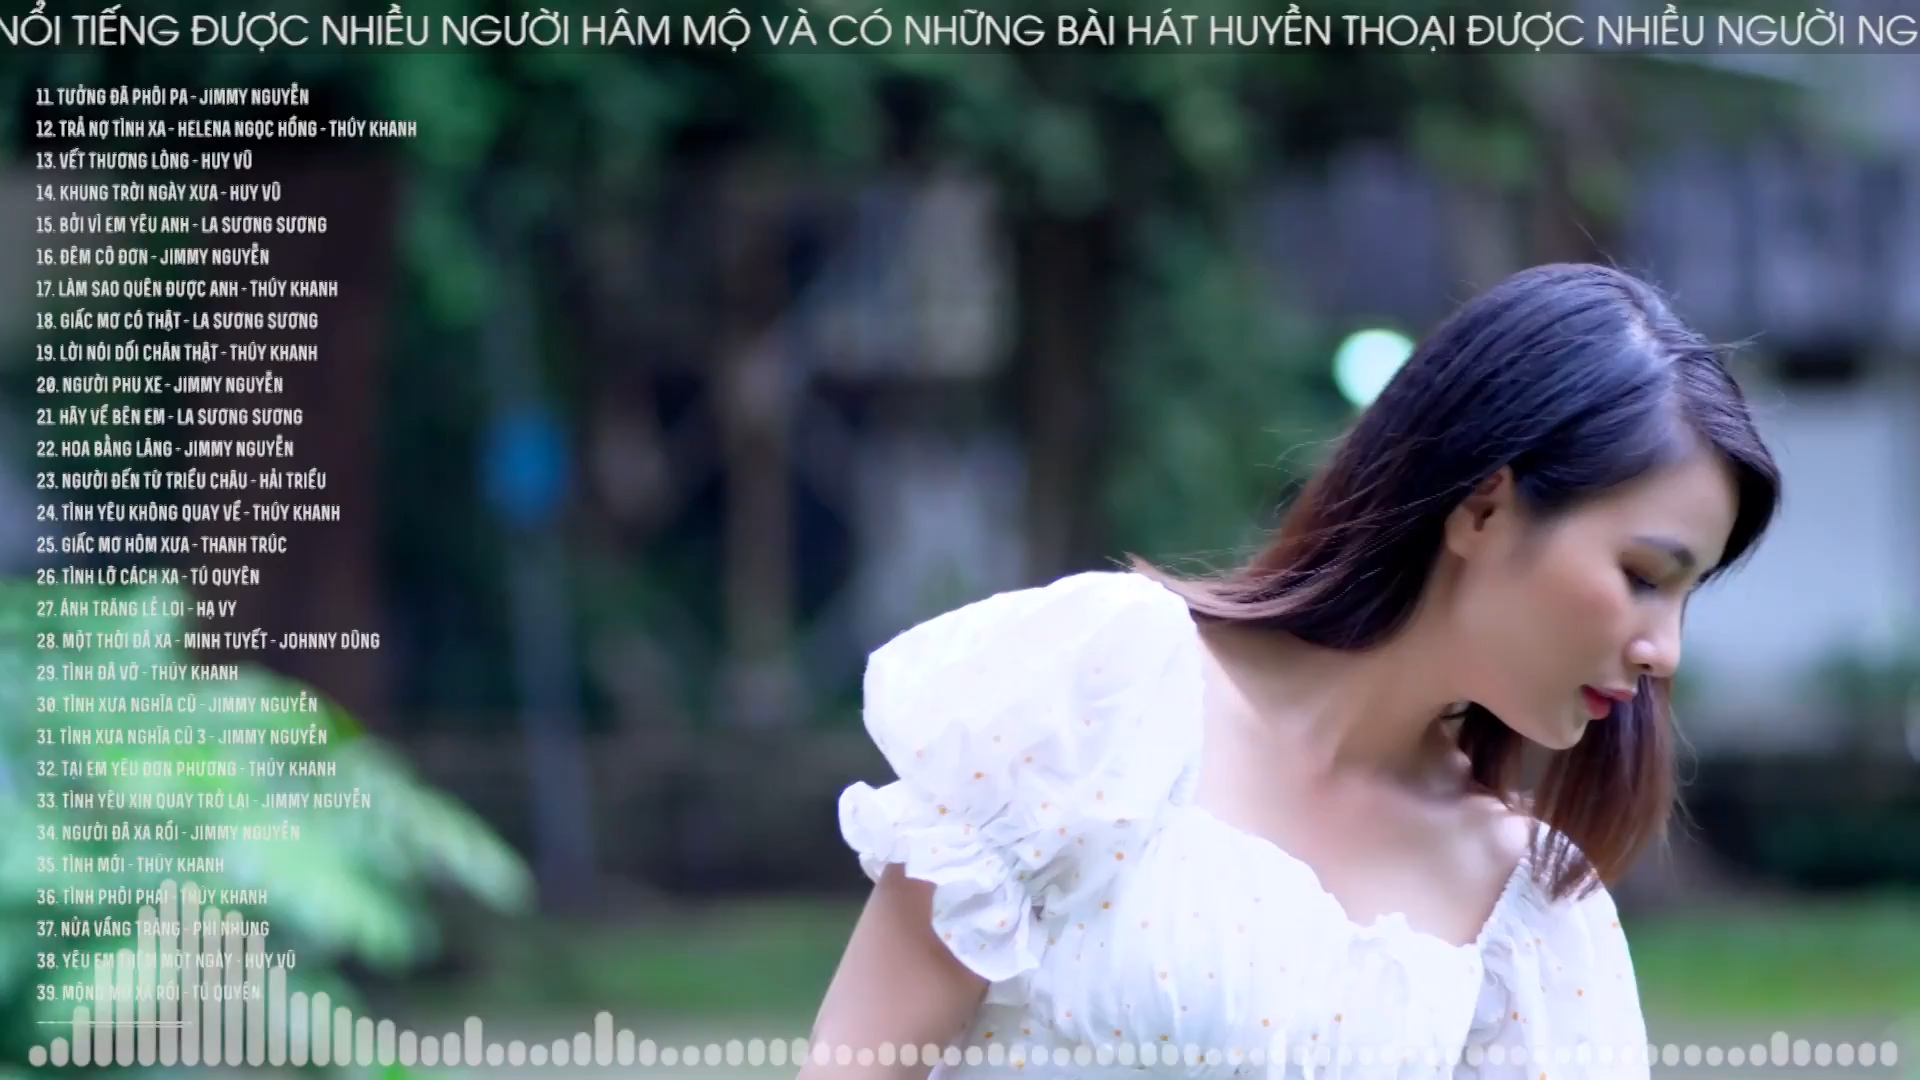 NỔI TIẾNG ĐƯỢC NHIỀU NGƯỜI HÂM MỘ VÀ CÓ NHỮNG BÀI HÁT HUYỀN THOẠI ĐƯỢC NHIỀU NGƯỜI NG
11. TƯỞNG ĐÃ PHÔI PA - JIMMY NGUYỄN
12. TRẢ NỢ TÌNH XA - HELENA NGỌC HỒNG - THÚY KHANH
13. VẾT THƯƠNG LÒNG - HUY VŨ
14. KHUNG TRỜI NGÀY XƯA - HUY VŨ
15. BỞI VÌ EM YÊU ANH - LA SƯƠNG SƯƠNG
16. ĐÊM CÔ ĐƠN - JIMMY NGUYỄN
17. LÀM SAO QUÊN ĐƯỢC ANH - THÚY KHANH
18. GIẤC MƠ CÓ THẬT - LA SƯƠNG SƯƠNG
19. LỜI NÓI DỐI CHÂN THẬT - THÚY KHANH
20. NGƯỜI PHU XE - JIMMY NGUYỄN
21. HÃY VỀ BÊN EM - LA SƯƠNG SƯƠNG
22. HOA BẰNG LĂNG - JIMMY NGUYỄN
23. NGƯỜI ĐẾN TỪ TRIỀU CHÂU - HẢI TRIỀU
24. TÌNH YÊU KHÔNG QUAY VỀ - THÚY KHANH
25. GIẤC MƠ HÔM XƯA - THANH TRÚC
26. TÌNH LỠ CÁCH XA - TÚ QUYÊN
27. ÁNH TRĂNG LẺ LOI - HẠ VY
28. MỘT THỜI ĐÃ XA - MINH TUYẾT - JOHNNY DŨNG
29. TÌNH ĐÃ VỠ - THÚY KHANH
30. TÌNH XƯA NGHĨA CŨ - JIMMY NGUYỄN
31. TÌNH XƯA NGHĨA CŨ 3 - JIMMY NGUYỄN
32. TẠI EM YÊU ĐƠN PHƯƠNG - THÚY KHANH
33. TÌNH YÊU XIN QUAY TRỞ LẠI - JIMMY NGUYỄN
34. NGƯỜI ĐÃ XA RỒI - JIMMY NGUYỄN
35. TÌNH MỚI - THÚY KHANH
36. TÌNH PHÔI PHAI - THÚY KHANH
37. NỬA VẦNG TRĂNG - PHI NHUNG
38. YÊU EM THÊM MỘT NGÀY - HUY VŨ
39. MỘNG MƠ XA RỒI - TÚ QUYÊN